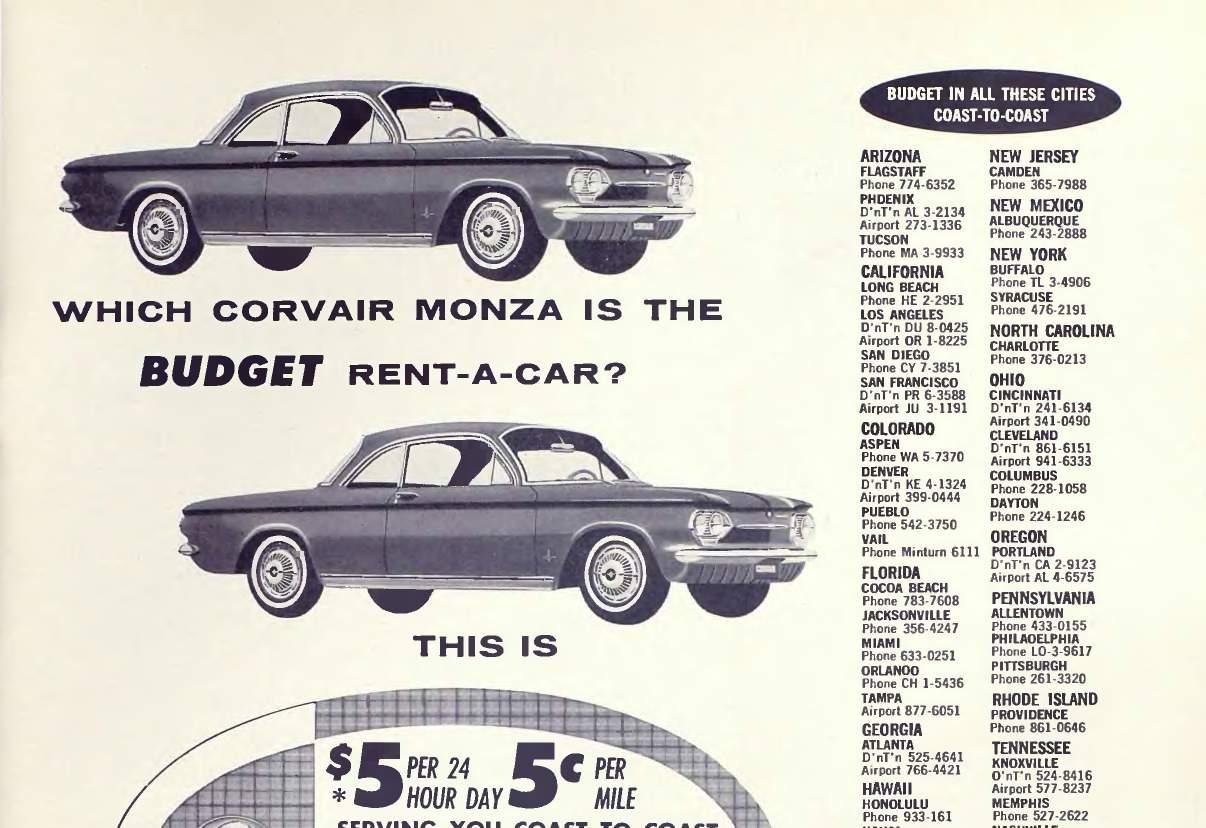 WHICH CORVAIR MONZA IS THE
BUDGET RENT-A-CAR?
THIS IS
$5 PER 24
* HOUR DAY
5c PER
MILE
SERVING YOU COAST TO COAST
BUDGET IN ALL THESE CITIES
COAST-TO-COAST
ARIZONA
FLAGSTAFF
Phone 774-6352
PHOENIX
D'nT'n AL 3-2134
Airport 273-1336
TUCSON
Phone MA 3-9933
CALIFORNIA
LONG BEACH
Phone HE 2-2951
LOS ANGELES
D'nT'n DU 8-0425
Airport OR 1-8225
SAN DIEGO
Phone CY 7-3851
SAN FRANCISCO
D'nT'n PR 6-3588
Airport JU 3-1191
COLORADO
ASPEN
Phone WA 5-7370
DENVER
D'nT'n KE 4-1324
Airport 399-0444
PUEBLO
Phone 542-3750
VAIL
Phone Minturn 6111
FLORIDA
COCOA BEACH
Phone 783-7608
JACKSONVILLE
Phone 356-4247
MIAMI
Phone 633-0251
ORLANDO
Phone CH 1-5436
TAMPA
Airport 877-6051
GEORGIA
ATLANTA
D'nT'n 525-4641
Airport 766-4421
HAWAII
HONOLULU
Phone 933-161
NEW JERSEY
CAMDEN
Phone 365-7988
NEW MEXICO
ALBUQUERQUE
Phone 243-2888
NEW YORK
BUFFALO
Phone TL 3-4906
SYRACUSE
Phone 476-2191
NORTH CAROLINA
CHARLOTTE
Phone 376-0213
OHIO
CINCINNATI
D'nT'n 241-6134
Airport 341-0490
CLEVELAND
D'nT'n 861-6151
Airport 941-6333
COLUMBUS
Phone 228-1058
DAYTON
Phone 224-1246
OREGON
PORTLAND
D'nT'n CA 2-9123
Airport AL 4-6575
PENNSYLVANIA
ALLENTOWN
Phone 433-0155
PHILADELPHIA
Phone LO-3-9617
PITTSBURGH
Phone 261-3320
RHODE ISLAND
PROVIDENCE
Phone 861-0646
TENNESSEE
KNOXVILLE
D'nT'n 524-8416
Airport 577-8237
MEMPHIS
Phone 527-2622
NASHVILLE